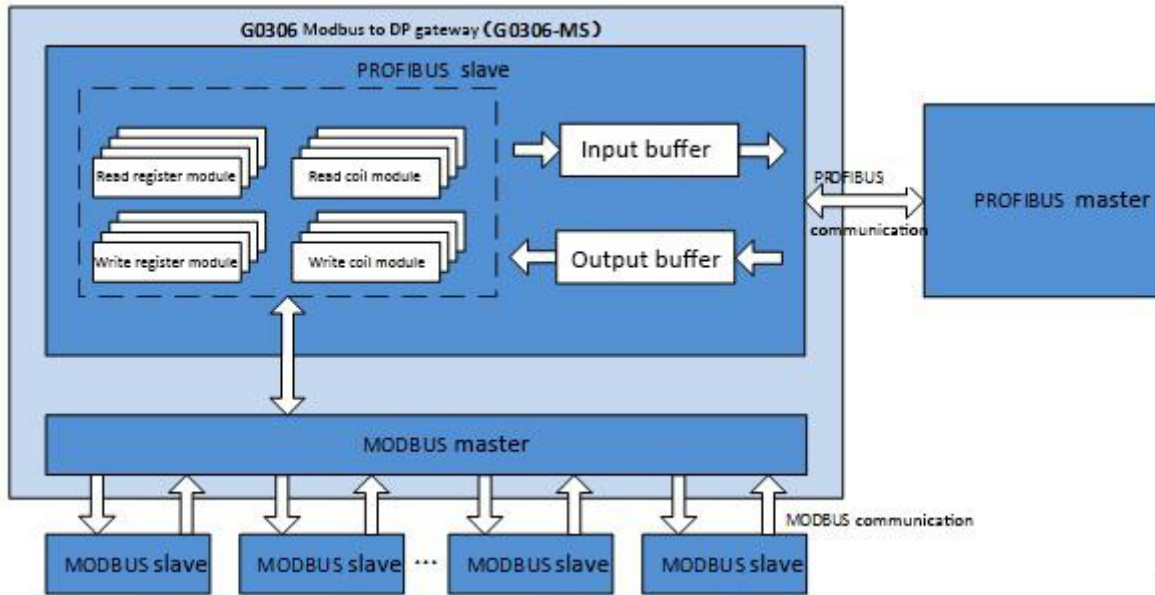 G0306 Modbus to DP gateway (G0306-MS)
PROFIBUS slave
Read register module
Read coil module
Input buffer
Write register module
Write coil module
Output buffer
PROFIBUS
communication
PROFIBUS master
MODBUS master
MODBUS communication
MODBUS slave
MODBUS slave
...
MODBUS slave
MODBUS slave